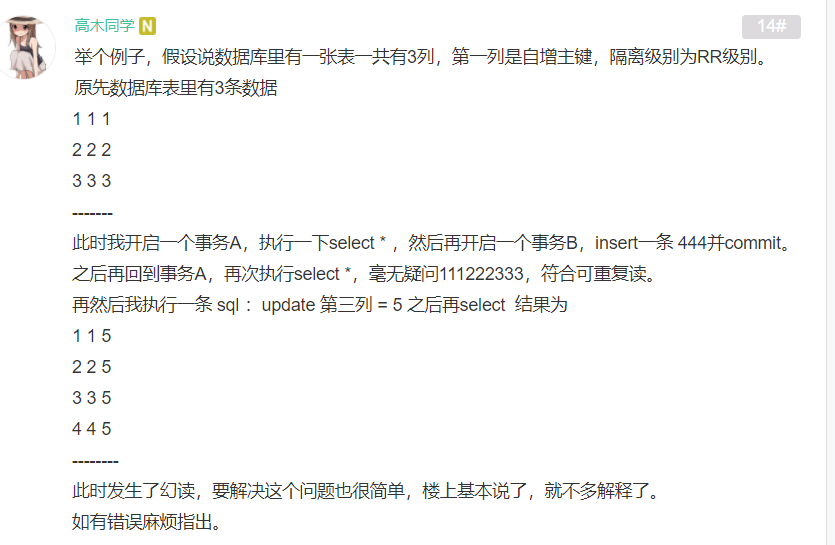 高木同学 N
14#
举个例子，假设说数据库里有一张表一共有3列，第一列是自增主键，隔离级别为RR级别。
原先数据库表里有3条数据
1 1 1
2 2 2
3 3 3
-------
此时我开启一个事务A，执行一下select * ，然后再开启一个事务B，insert一条 444并commit。
之后再回到事务A，再次执行select *，毫无疑问111222333，符合可重复读。
再然后我执行一条 sql ：update 第三列 = 5 之后再select 结果为
1 1 5
2 2 5
3 3 5
4 4 5
--------
此时发生了幻读，要解决这个问题也很简单，楼上基本说了，就不多解释了。
如有错误麻烦指出。